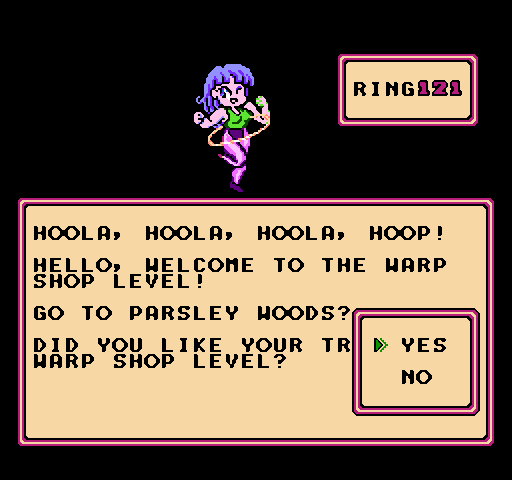 RING121
HOOLA, HOOLA, HOOLA, HOOP!
HELLO, WELCOME TO THE WARP
SHOP LEVEL!
GO TO PARSLEY WOODS?
DID YOU LIKE YOUR TR
WARP SHOP LEVEL?
YES
NO